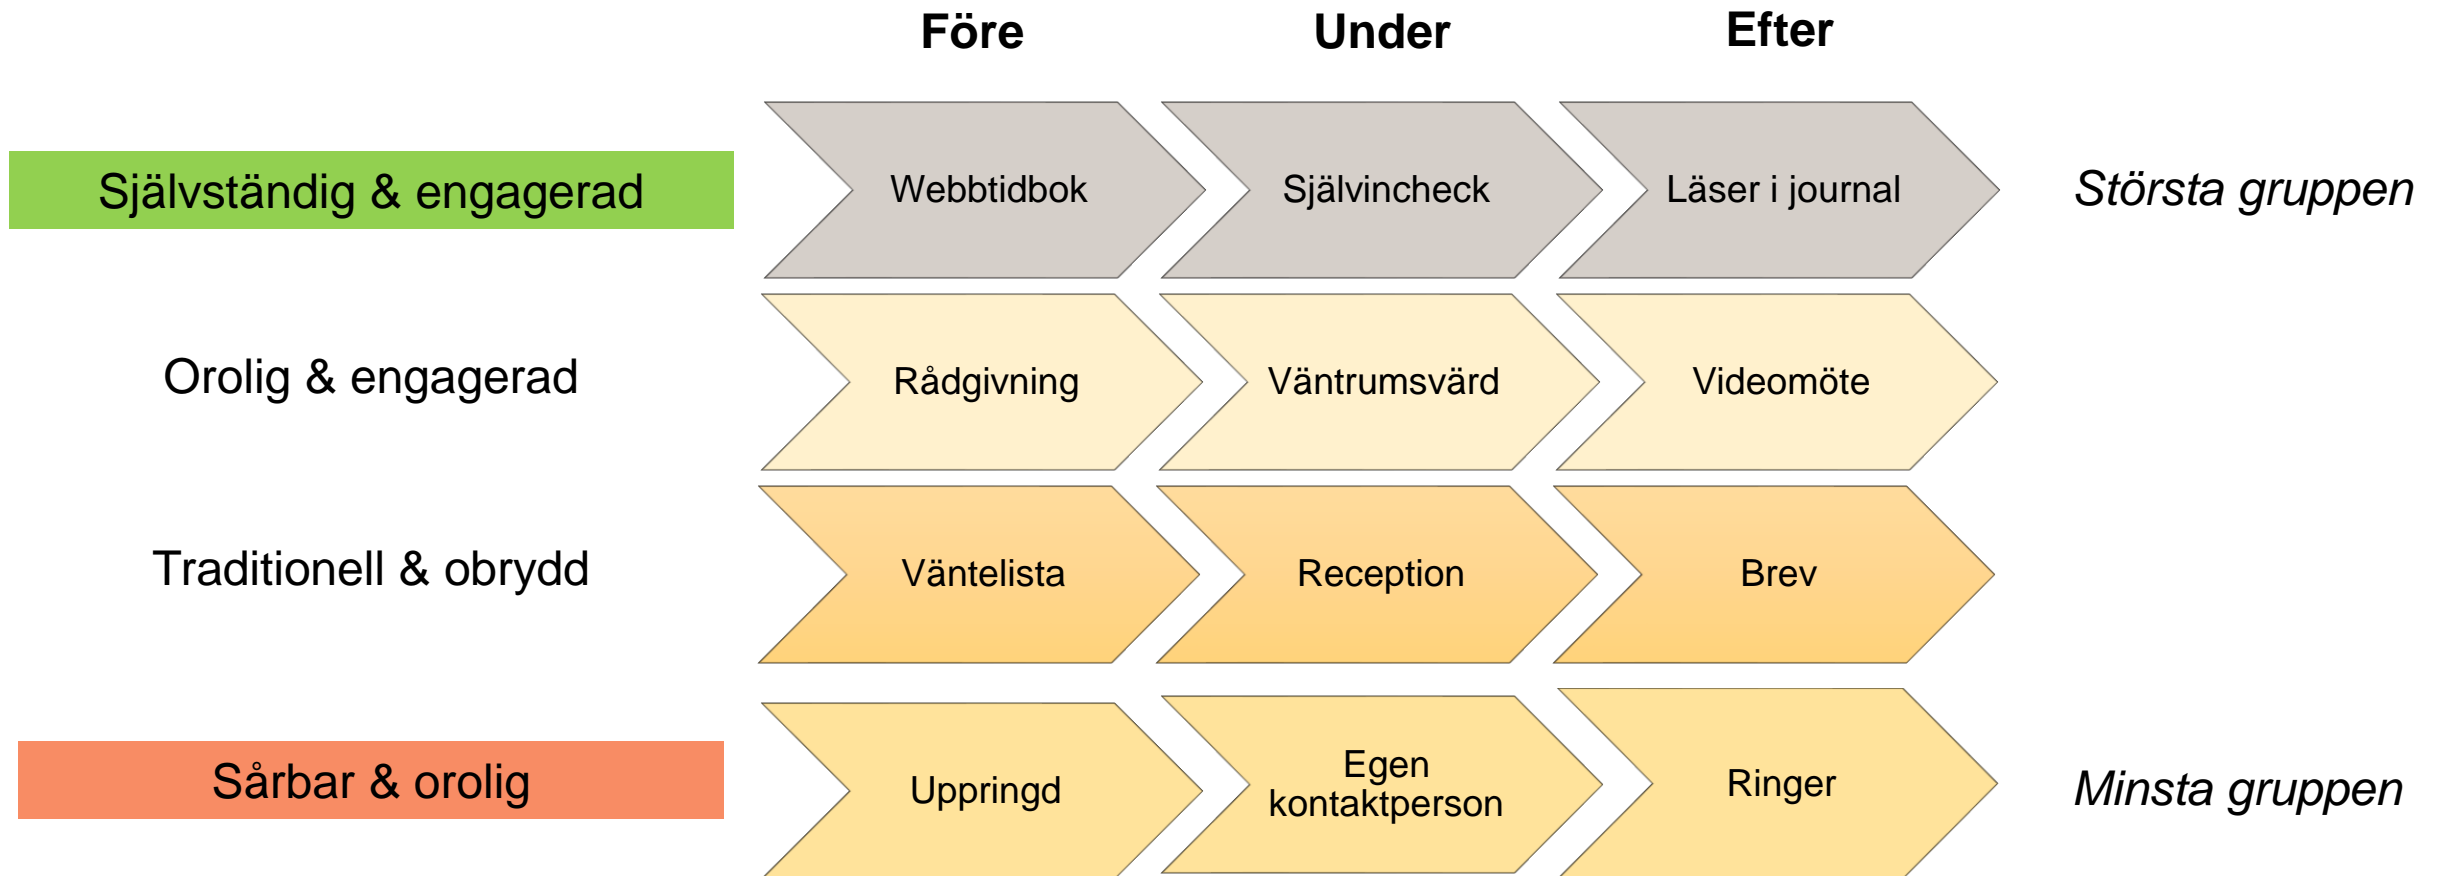 Före
Under
Efter
Självständig & engagerad
Webbtidbok
Självincheck
Läser i journal
Största gruppen
Orolig & engagerad
Rådgivning
Väntrumsvärd
Videomöte
Traditionell & obrydd
Väntelista
Reception
Brev
Sårbar & orolig
Uppringd
Egen
kontaktperson
Ringer
Minsta gruppen